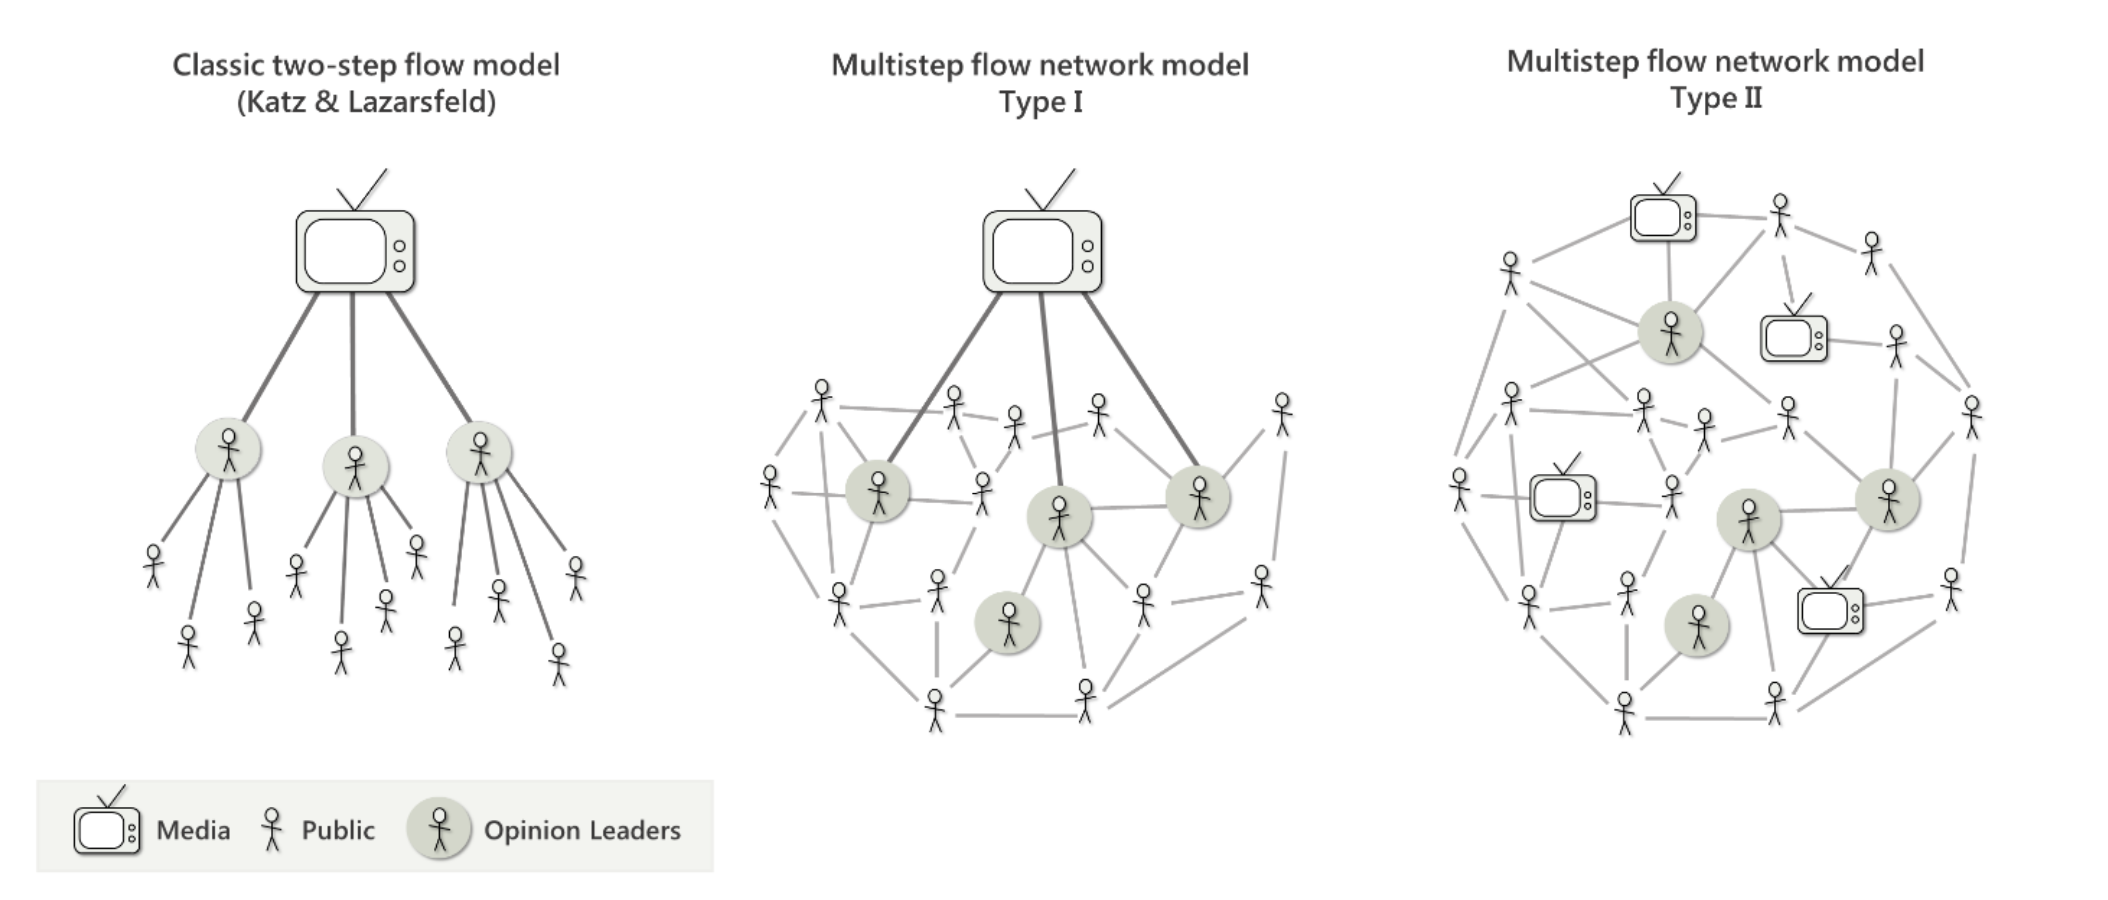 Classic two-step flow model
(Katz & Lazarsfeld)
Multistep flow network model
Type I
Multistep flow network model
Type II
Media
Public
Opinion Leaders